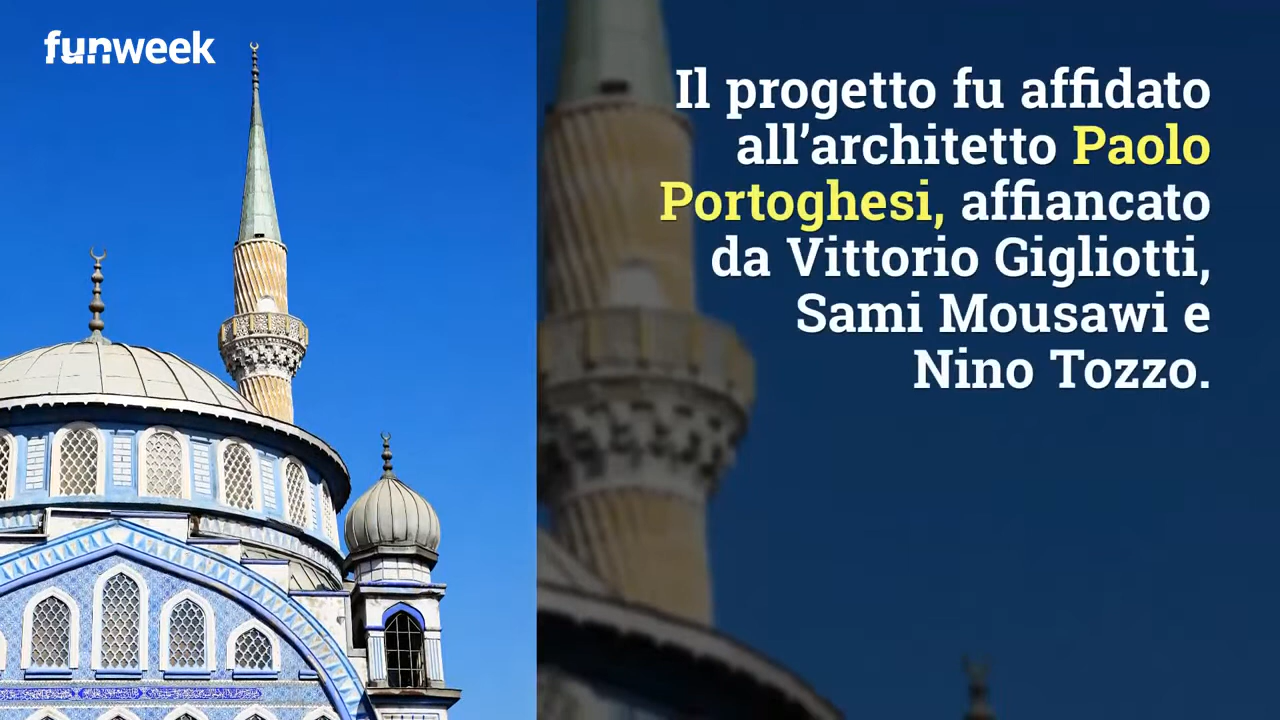 funweek
Il progetto fu affidato
all’architetto Paolo
Portoghesi, affiancato
da Vittorio Gigliotti,
Sami Mousawi e
Nino Tozzo.